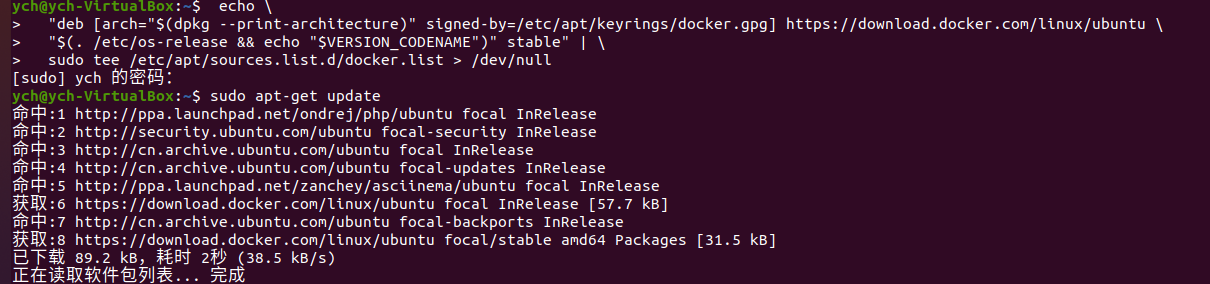 ych@ych-VirtualBox:~$  echo \
>   "deb [arch="$(dpkg --print-architecture)" signed-by=/etc/apt/keyrings/docker.gpg] https://download.docker.com/linux/ubuntu \
>   "$(. /etc/os-release && echo "$VERSION_CODENAME")" stable" | \
>   sudo tee /etc/apt/sources.list.d/docker.list > /dev/null
[sudo] ych 的密码：
ych@ych-VirtualBox:~$ sudo apt-get update
命中:1 http://ppa.launchpad.net/ondrej/php/ubuntu focal InRelease
命中:2 http://security.ubuntu.com/ubuntu focal-security InRelease
命中:3 http://cn.archive.ubuntu.com/ubuntu focal InRelease
命中:4 http://cn.archive.ubuntu.com/ubuntu focal-updates InRelease
命中:5 http://ppa.launchpad.net/zanchey/asciinema/ubuntu focal InRelease
获取:6 https://download.docker.com/linux/ubuntu focal InRelease [57.7 kB]
命中:7 http://cn.archive.ubuntu.com/ubuntu focal-backports InRelease
获取:8 https://download.docker.com/linux/ubuntu focal/stable amd64 Packages [31.5 kB]
已下载 89.2 kB，耗时 2秒 (38.5 kB/s)
正在读取软件包列表... 完成